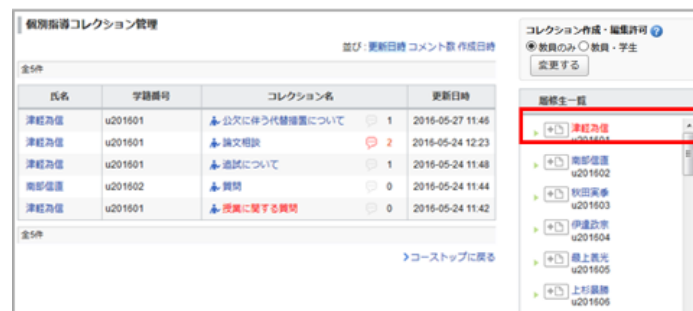 個別指導コレクション管理
並び : 更新日時 コメント数 作成日時
全5件
氏名 学籍番号 コレクション名 更新日時
津軽為信 u201601 公欠に伴う代替措置について 1 2016-05-27 11:46
津軽為信 u201601 論文相談 2 2016-05-24 12:23
津軽為信 u201601 追試について 1 2016-05-24 11:48
南部信直 u201602 質問 0 2016-05-24 11:44
津軽為信 u201601 授業に関する質問 0 2016-05-24 11:42
全5件
コーストップに戻る
コレクション作成・編集許可
教員のみ 教員・学生
変更する
履修生一覧
津軽為信
u201601
南部信直
u201602
秋田実季
u201603
伊達政宗
u201604
最上義光
u201605
上杉景勝
u201606